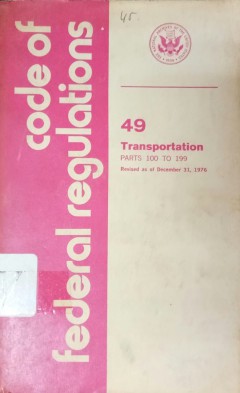 code of
federal regulations
45
49
Transportation
PARTS 100 TO 199
Revised as of December 31, 1976